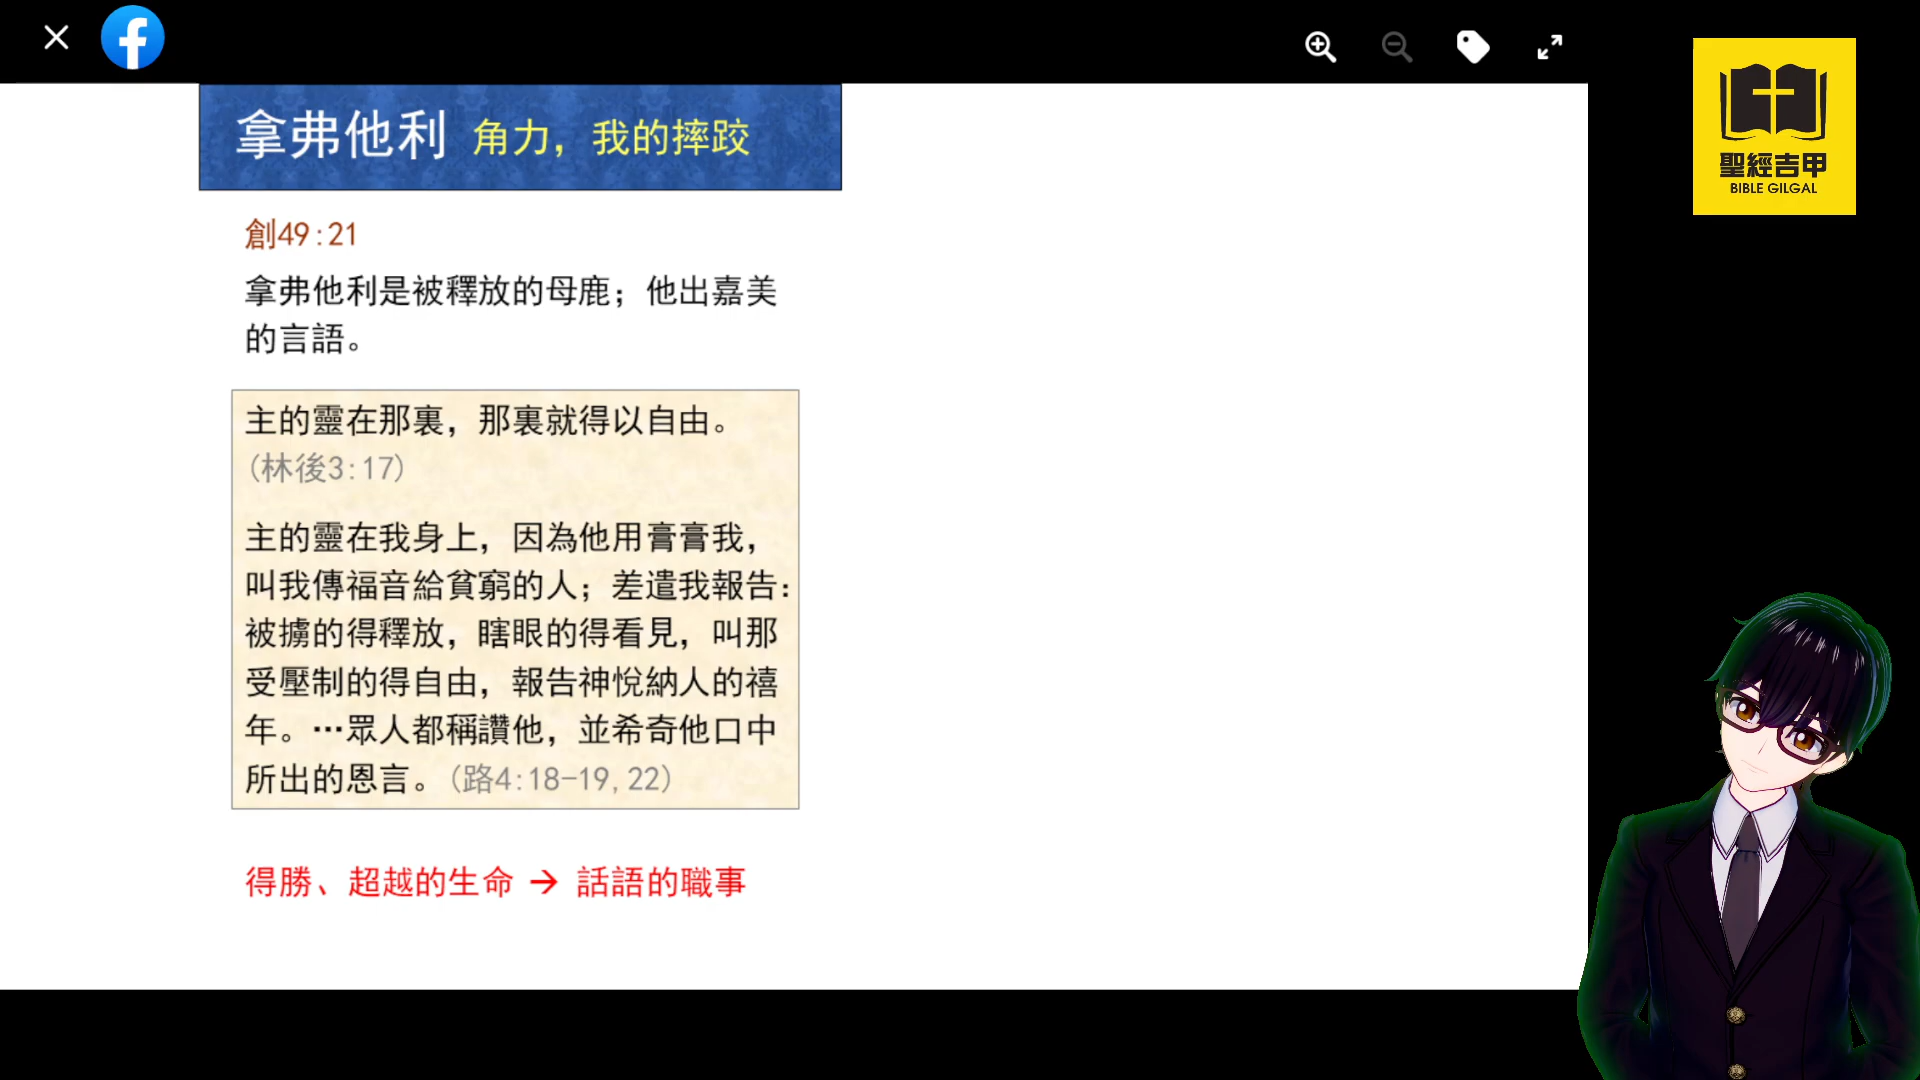 拿弗他利 角力，我的摔跤
聖經吉甲
BIBLE GILGAL
創49:21
拿弗他利是被釋放的母鹿；他出嘉美
的言語。
主的靈在那裏，那裏就得以自由。
(林後3:17)
主的靈在我身上，因為他用膏膏我，
叫我傳福音給貧窮的人；差遣我報告：
被擄的得釋放，瞎眼的得看見，叫那
受壓制的得自由，報告神悅納人的禧
年。…眾人都稱讚他，並希奇他口中
所出的恩言。(路4:18-19,22)
得勝、超越的生命 → 話語的職事